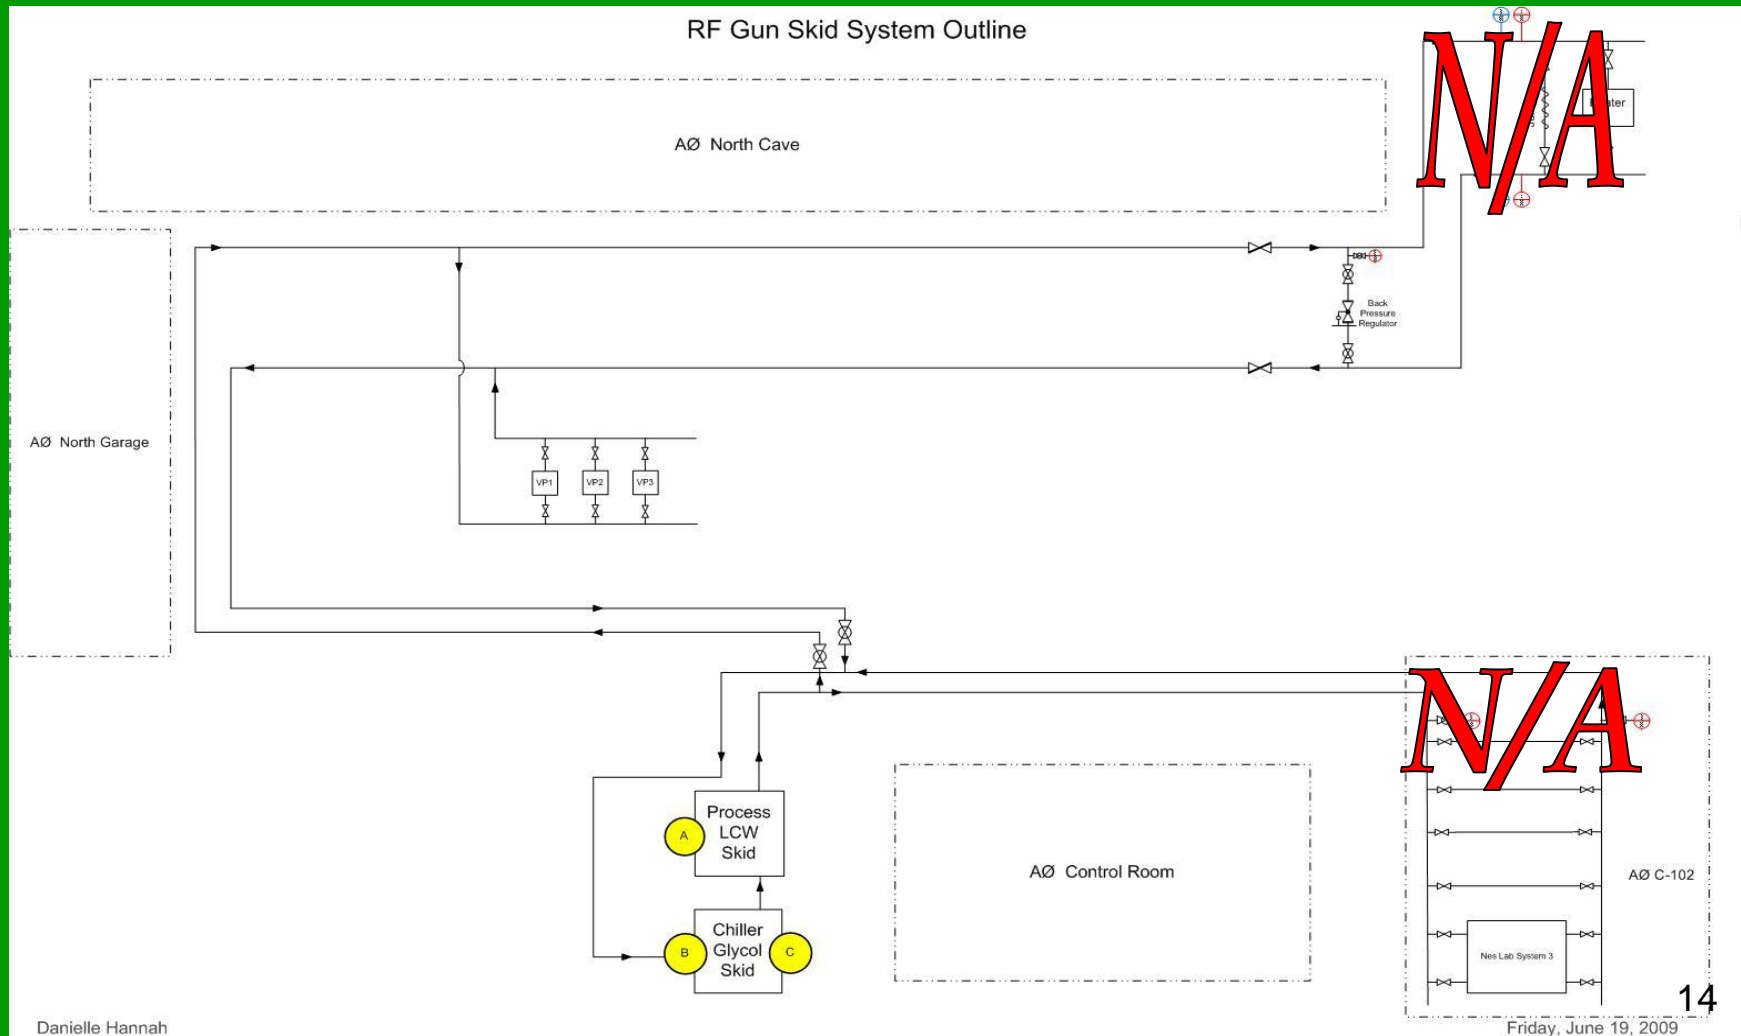 RF Gun Skid System Outline
N/A
AØ North Cave
Back
Pressure
Regulator
AØ North Garage
VP1
VP2
VP3
N/A
Process
LCW
Skid
A
AØ Control Room
AØ C-102
Chiller
Glycol
Skid
B
C
Nes Lab System 3
14
Danielle Hannah
Friday, June 19, 2009